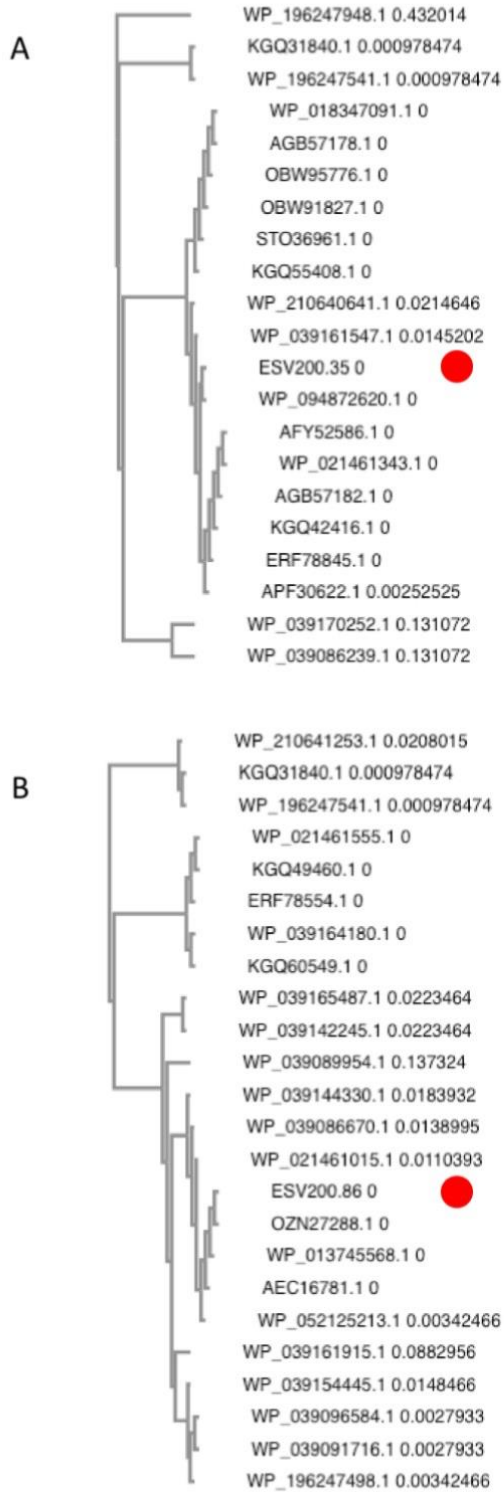 A
WP_196247948.1 0.432014
KGQ31840.1 0.000978474
WP_196247541.1 0.000978474
WP_018347091.1 0
AGB57178.1 0
OBW95776.1 0
OBW91827.1 0
STO36961.1 0
KGQ55408.1 0
WP_210640641.1 0.0214646
WP_039161547.1 0.0145202
ESV200.35 0
WP_094872620.1 0
AFY52586.1 0
WP_021461343.1 0
AGB57182.1 0
KGQ42416.1 0
ERF78845.1 0
APF30622.1 0.00252525
WP_039170252.1 0.131072
WP_039086239.1 0.131072
B
WP_210641253.1 0.0208015
KGQ31840.1 0.000978474
WP_196247541.1 0.000978474
WP_021461555.1 0
KGQ49460.1 0
ERF78554.1 0
WP_039164180.1 0
KGQ60549.1 0
WP_039165487.1 0.0223464
WP_039142245.1 0.0223464
WP_039089954.1 0.137324
WP_039144330.1 0.0183932
WP_039086670.1 0.0138995
WP_021461015.1 0.0110393
ESV200.86 0
OZN27288.1 0
WP_013745568.1 0
AEC16781.1 0
WP_052125213.1 0.00342466
WP_039161915.1 0.0882956
WP_039154445.1 0.0148466
WP_039096584.1 0.0027933
WP_039091716.1 0.0027933
WP_196247498.1 0.00342466